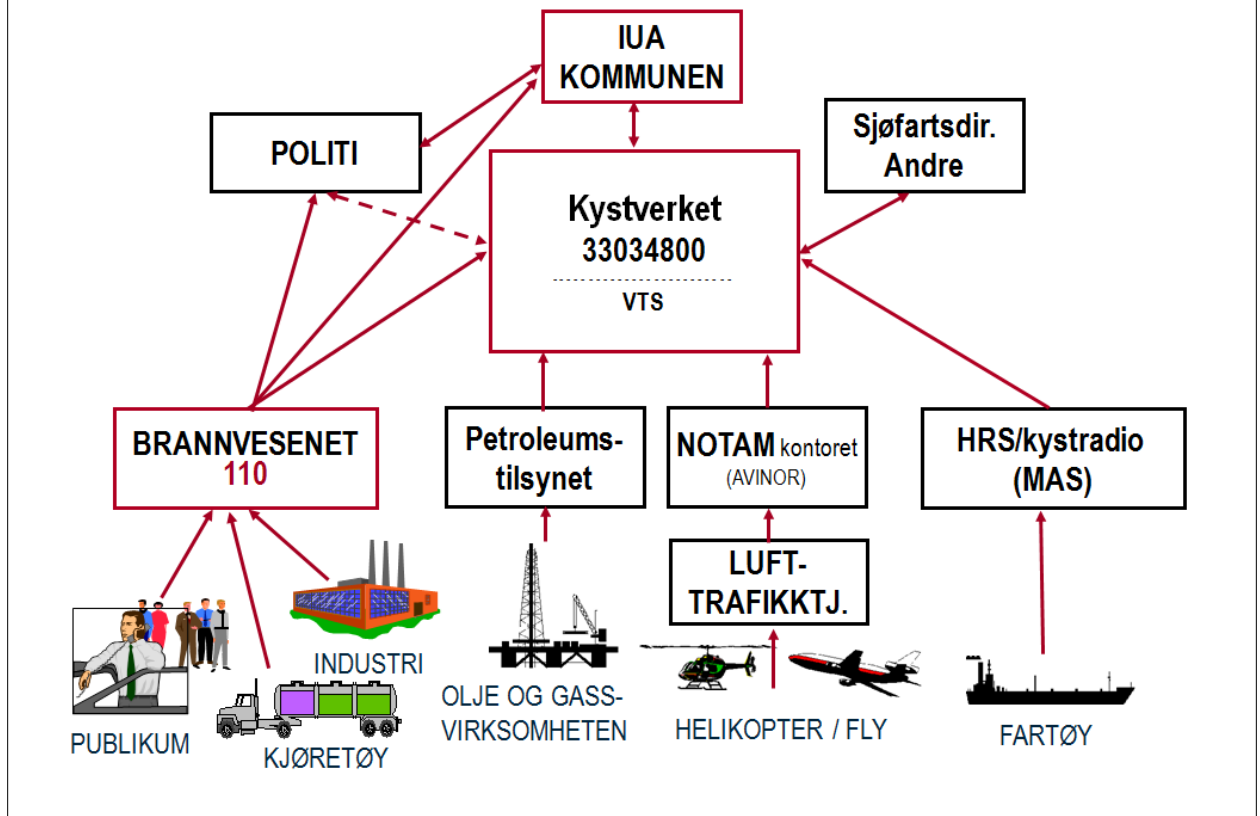 IUA
KOMMUNEN
POLITI
Sjøfartsdir.
Andre
Kystverket
33034800
VTS
BRANNVESENET
110
Petroleums-
tilsynet
NOTAM kontoret
(AVINOR)
HRS/kystradio
(MAS)
LUFT-
TRAFIKKTJ.
INDUSTRI
PUBLIKUM
KJØRETØY
OLJE OG GASS-
VIRKSOMHETEN
HELIKOPTER / FLY
FARTØY